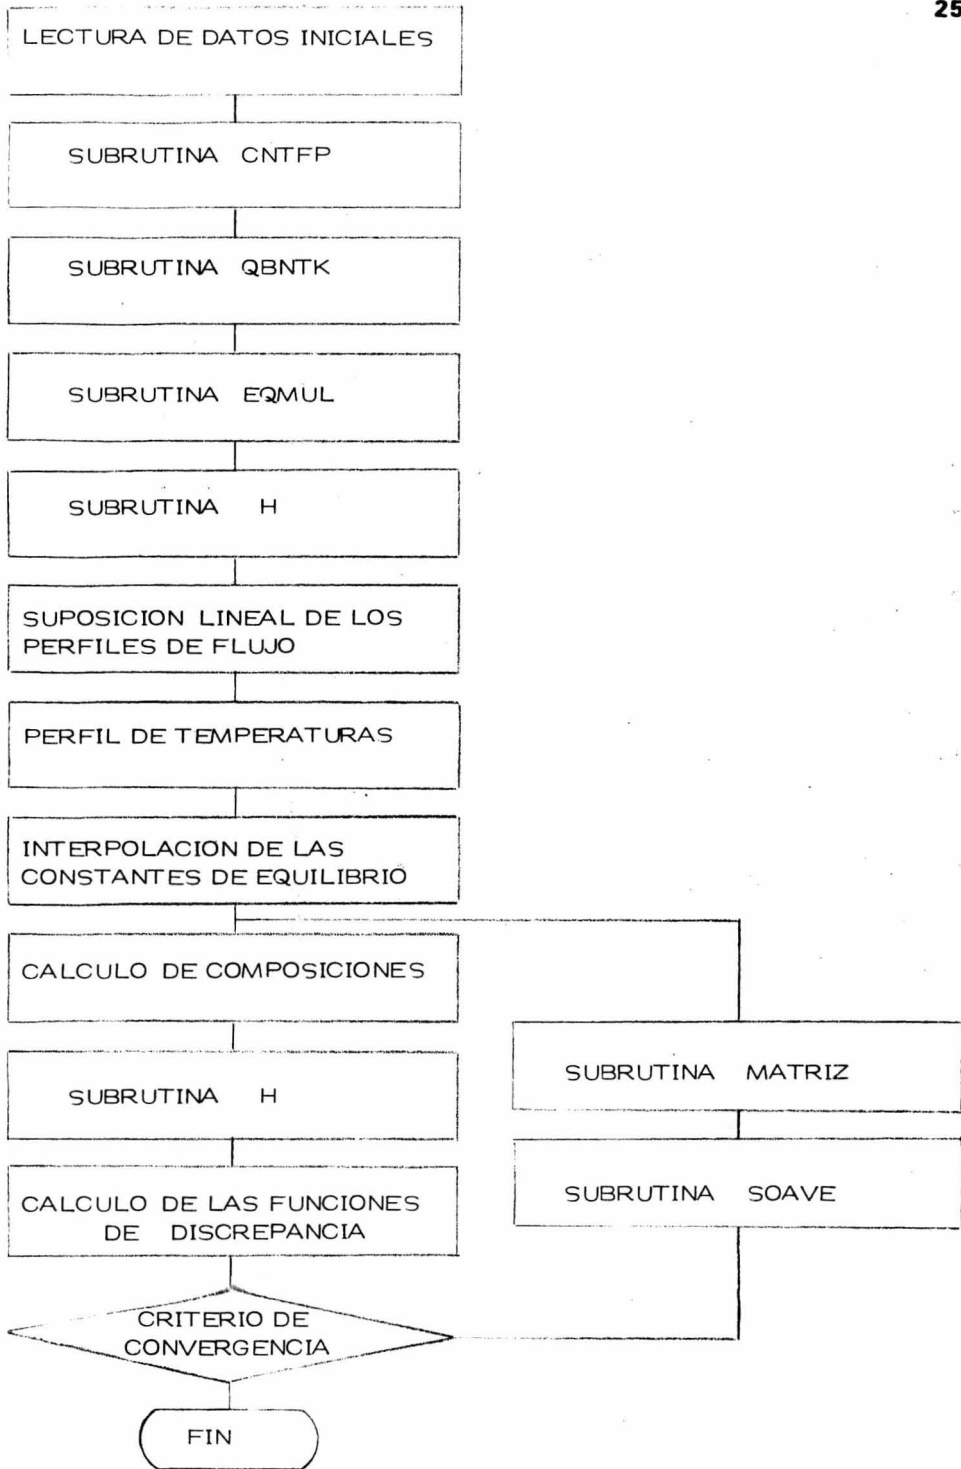 25
LECTURA DE DATOS INICIALES
SUBRUTINA CNTFP
SUBRUTINA QBNTK
SUBRUTINA EQMUL
SUBRUTINA H
SUPOSICION LINEAL DE LOS
PERFILES DE FLUJO
PERFIL DE TEMPERATURAS
INTERPOLACION DE LAS
CONSTANTES DE EQUILIBRIO
CALCULO DE COMPOSICIONES
SUBRUTINA H
CALCULO DE LAS FUNCIONES
DE DISCREPANCIA
CRITERIO DE
CONVERGENCIA
FIN
SUBRUTINA MATRIZ
SUBRUTINA SOAVE